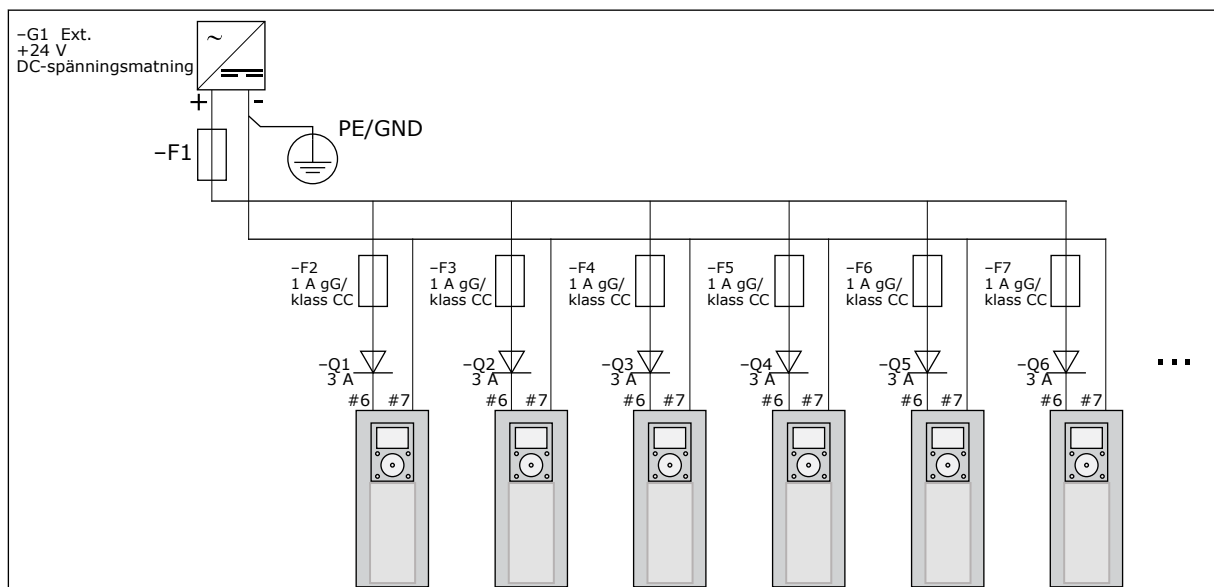 –G1 Ext.
+24 V
DC-spänningsmatning
+ -
–F1
PE/GND
–F2
1 A gG/
klass CC
–F3
1 A gG/
klass CC
–F4
1 A gG/
klass CC
–F5
1 A gG/
klass CC
–F6
1 A gG/
klass CC
–F7
1 A gG/
klass CC
–Q1
3 A
–Q2
3 A
–Q3
3 A
–Q4
3 A
–Q5
3 A
–Q6
3 A
...
#6 #7
#6 #7
#6 #7
#6 #7
#6 #7
#6 #7